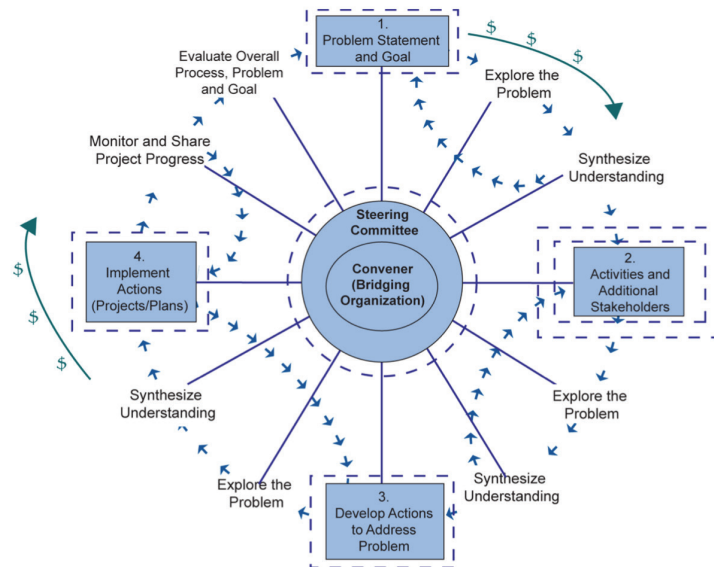 1.
Problem Statement
and Goal
$ $ $
Explore the
Problem
Synthesize
Understanding
2.
Activities and
Additional
Stakeholders
Explore the
Problem
Synthesize
Understanding
3.
Develop Actions
to Address
Problem
Explore the
Problem
Synthesize
Understanding
$
$
$
4.
Implement
Actions
(Projects/Plans)
Monitor and Share
Project Progress
Evaluate Overall
Process, Problem
and Goal
Steering
Committee
Convener
(Bridging
Organization)